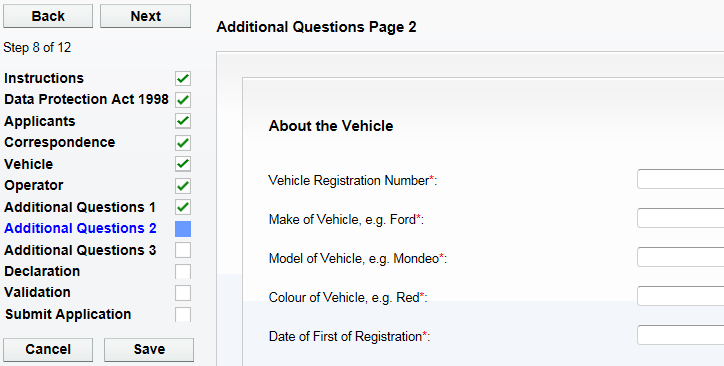 Back Next
Step 8 of 12
Instructions
Data Protection Act 1998
Applicants
Correspondence
Vehicle
Operator
Additional Questions 1
Additional Questions 2
Additional Questions 3
Declaration
Validation
Submit Application
Cancel Save
Additional Questions Page 2
About the Vehicle
Vehicle Registration Number*:
Make of Vehicle, e.g. Ford*:
Model of Vehicle, e.g. Mondeo*:
Colour of Vehicle, e.g. Red*:
Date of First of Registration*: